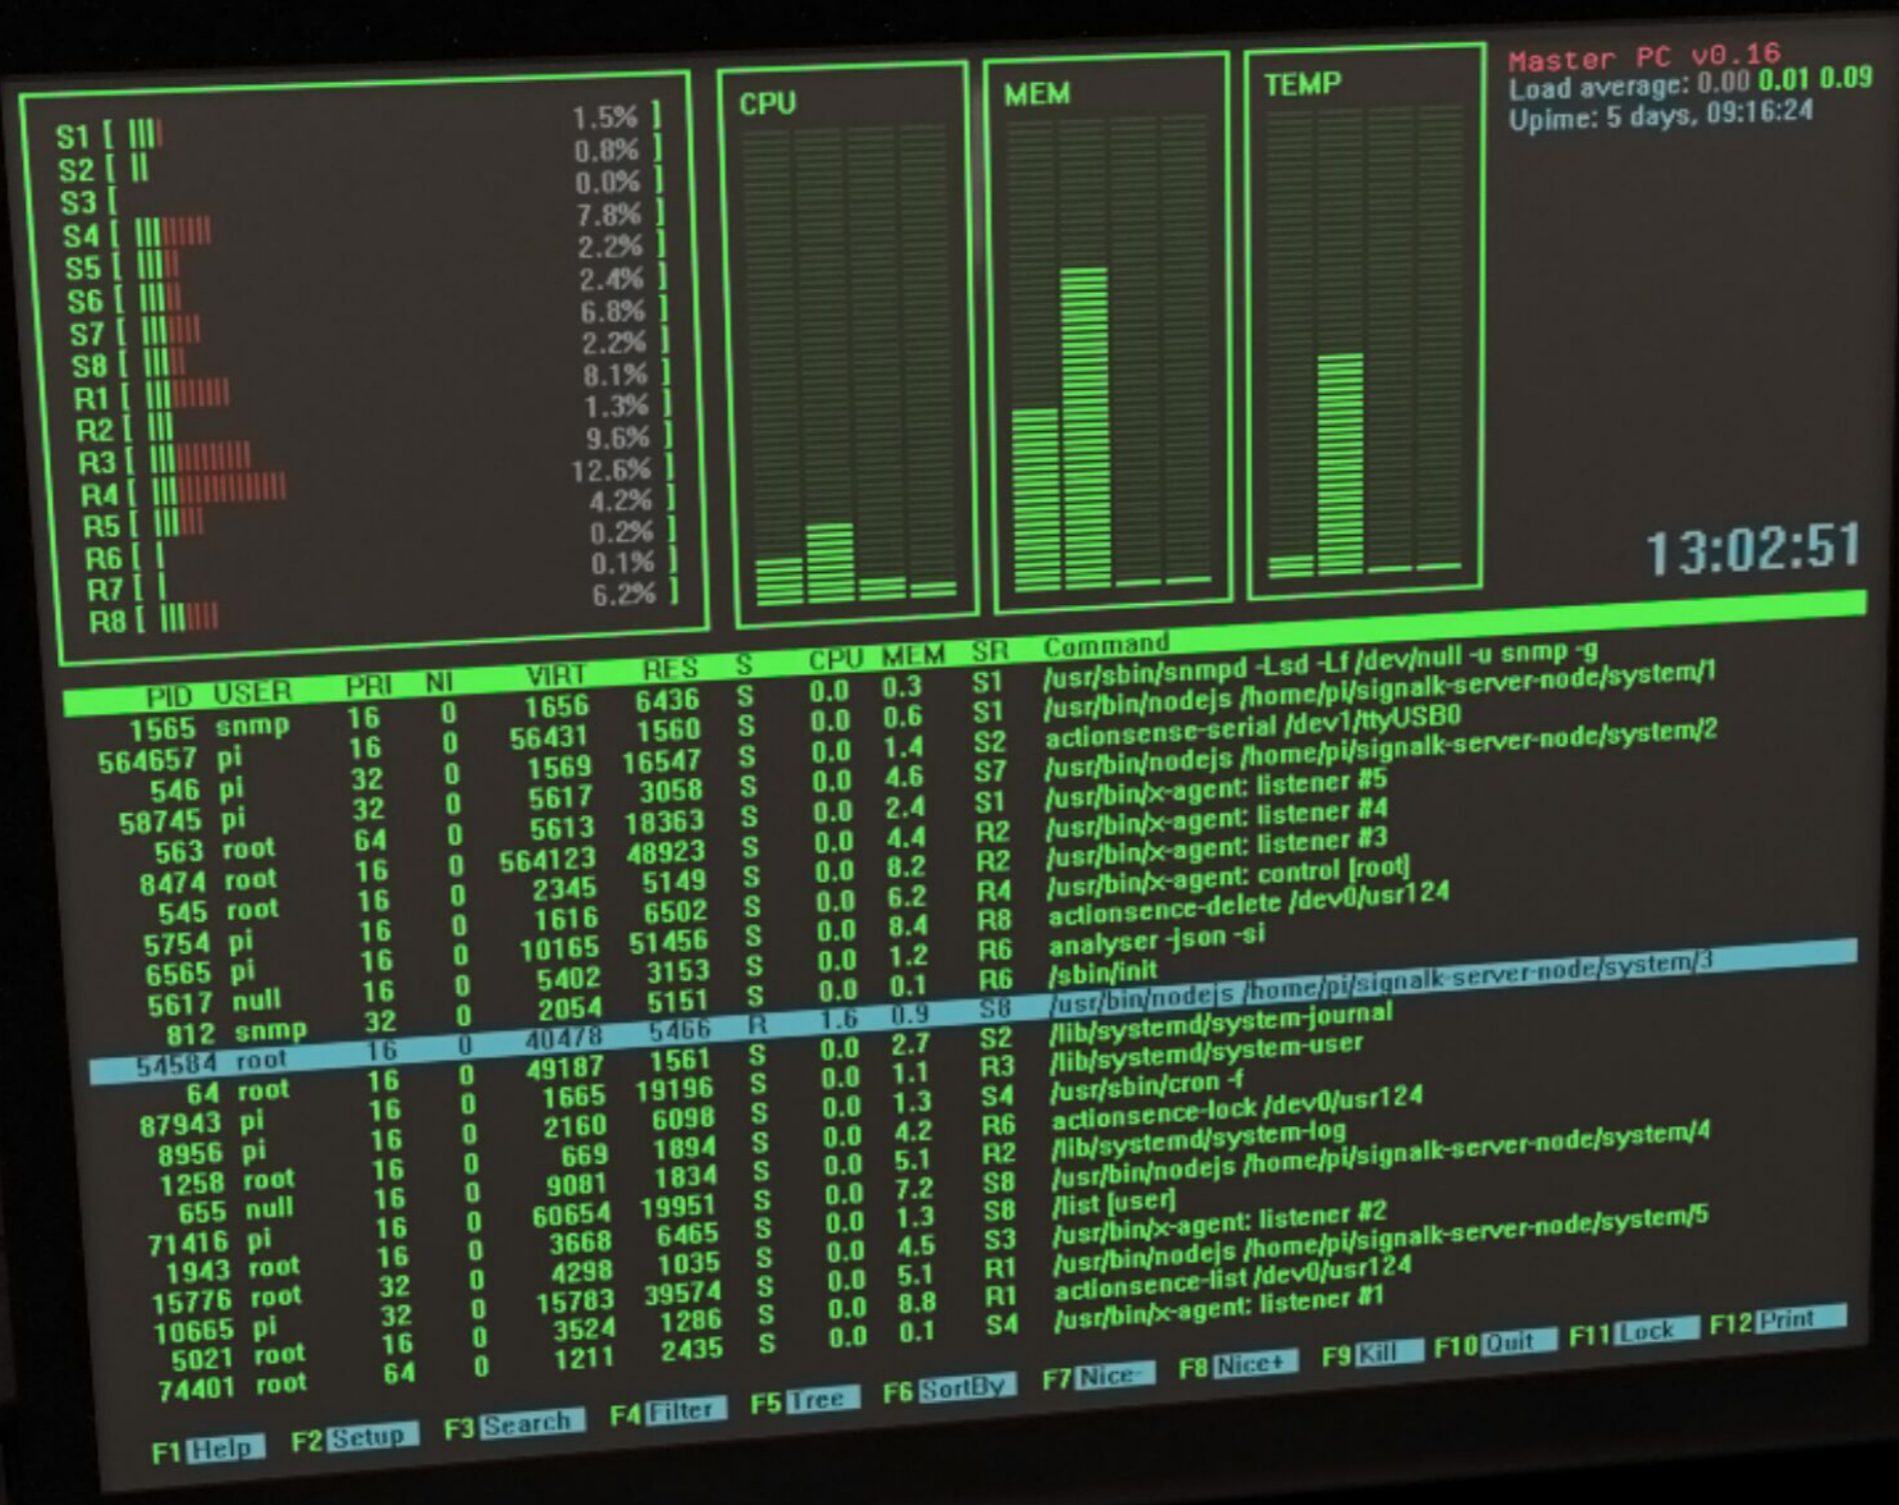 S1 [ 1.5% ]
S2 [ 0.8% ]
S3 [ 0.0% ]
S4 [ 7.8% ]
S5 [ 2.2% ]
S6 [ 2.4% ]
S7 [ 6.8% ]
S8 [ 2.2% ]
R1 [ 8.1% ]
R2 [ 1.3% ]
R3 [ 9.6% ]
R4 [ 12.6% ]
R5 [ 4.2% ]
R6 [ 0.2% ]
R7 [ 0.1% ]
R8 [ 6.2% ]
CPU
MEM
TEMP
Master PC v0.16
Load average: 0.00 0.01 0.09
Upime: 5 days, 09:16:24
13:02:51
PID USER PRI NI VIRT RES S CPU MEM SR Command
1565 snmp 16 0 1656 6436 S 0.0 0.3 S1 /usr/sbin/snmpd -Lsd -Lf /dev/null -u snmp -g
564657 pi 16 0 56431 1560 S 0.0 0.6 S1 /usr/bin/nodejs /home/pi/signalk-server-node/system/1
546 pi 32 0 1569 16547 S 0.0 1.4 S2 actionsense-serial /dev1/ttyUSB0
58745 pi 32 0 5617 3058 S 0.0 4.6 S7 /usr/bin/nodejs /home/pi/signalk-server-node/system/2
563 root 64 0 5613 18363 S 0.0 2.4 S1 /usr/bin/x-agent: listener #5
8474 root 16 0 564123 48923 S 0.0 4.4 R2 /usr/bin/x-agent: listener #4
545 root 16 0 2345 5149 S 0.0 8.2 R2 /usr/bin/x-agent: listener #3
5754 pi 16 0 1616 6502 S 0.0 6.2 R4 /usr/bin/x-agent: control [root]
6565 pi 16 0 10165 51456 S 0.0 8.4 R8 actionsence-delete /dev0/usr124
5617 null 16 0 5402 3153 S 0.0 1.2 R6 analyser -json -si
812 snmp 32 0 2054 5151 S 0.0 0.1 R6 /sbin/init
54584 root 16 0 40478 5466 R 1.6 0.9 S8 /usr/bin/nodejs /home/pi/signalk-server-node/system/3
64 root 16 0 49187 1561 S 0.0 2.7 S2 /lib/systemd/system-journal
87943 pi 16 0 1665 19196 S 0.0 1.1 R3 /lib/systemd/system-user
8956 pi 16 0 2160 6098 S 0.0 1.3 S4 /usr/sbin/cron -f
1258 root 16 0 669 1894 S 0.0 4.2 R6 actionsence-lock /dev0/usr124
655 null 16 0 9081 1834 S 0.0 5.1 R2 /lib/systemd/system-log
71416 pi 16 0 60654 19951 S 0.0 7.2 S8 /usr/bin/nodejs /home/pi/signalk-server-node/system/4
1943 root 16 0 3668 6465 S 0.0 1.3 S8 /list [user]
15776 root 32 0 4298 1035 S 0.0 4.5 S3 /usr/bin/x-agent: listener #2
10665 pi 32 0 15783 39574 S 0.0 5.1 R1 /usr/bin/nodejs /home/pi/signalk-server-node/system/5
5021 root 16 0 3524 1286 S 0.0 8.8 R1 actionsence-list /dev0/usr124
74401 root 64 0 1211 2435 S 0.0 0.1 S4 /usr/bin/x-agent: listener #1
F1 Help F2 Setup F3 Search F4 Filter F5 Tree F6 SortBy F7 Nice- F8 Nice+ F9 Kill F10 Quit F11 Lock F12 Print